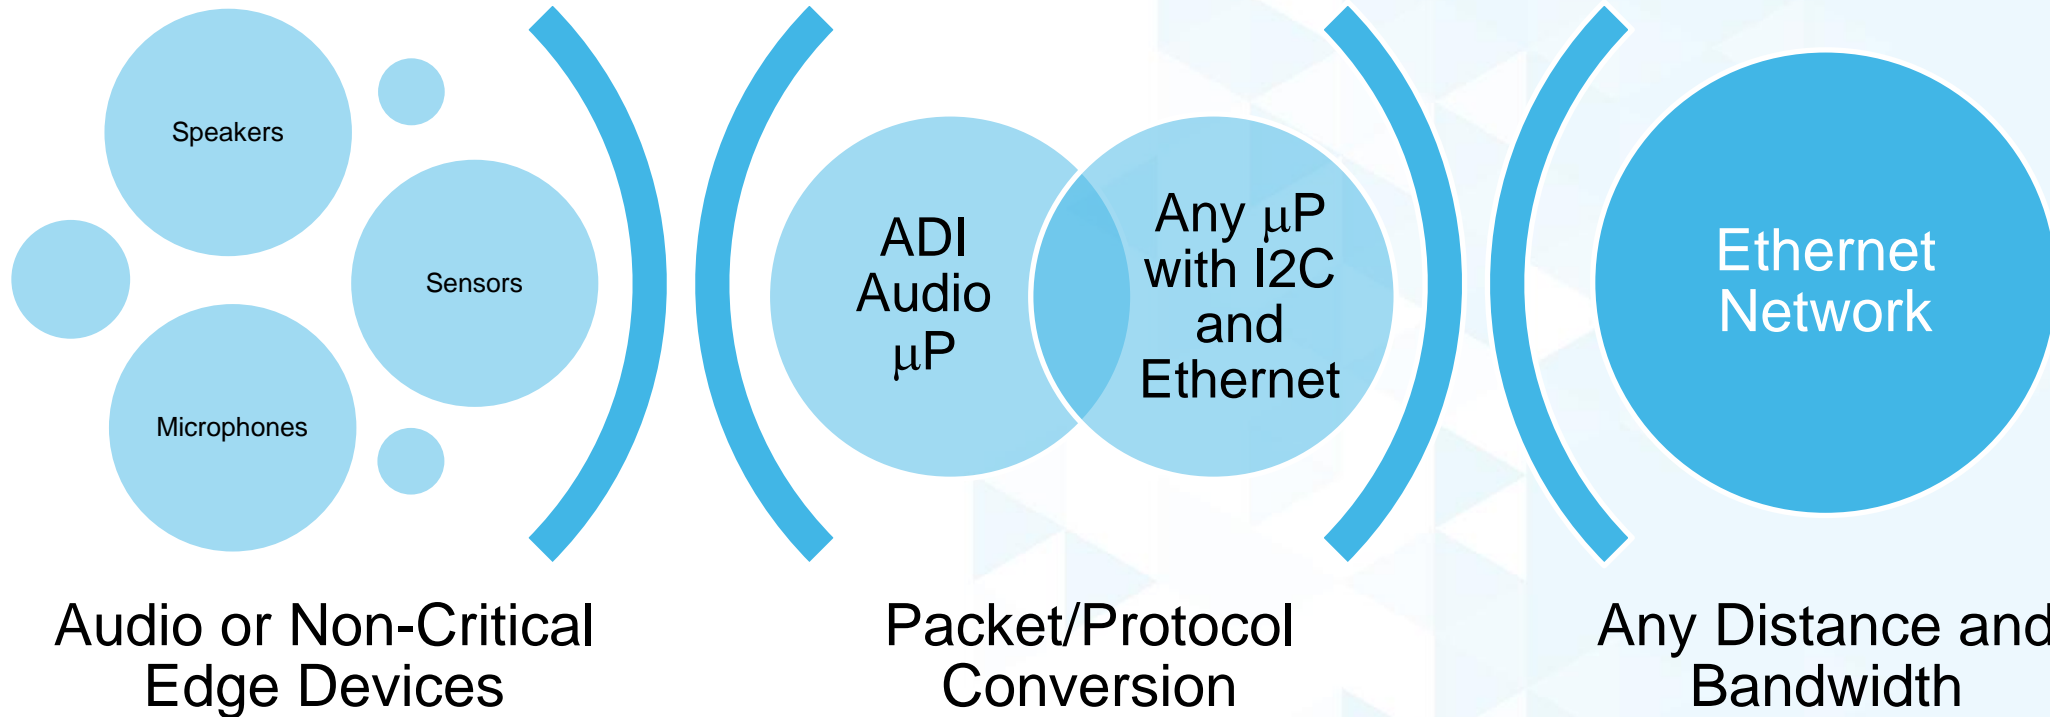 Speakers
Sensors
Microphones
Audio or Non-Critical
Edge Devices
ADI
Audio
μP
Any μP
with I2C
and
Ethernet
Packet/Protocol
Conversion
Ethernet
Network
Any Distance and
Bandwidth